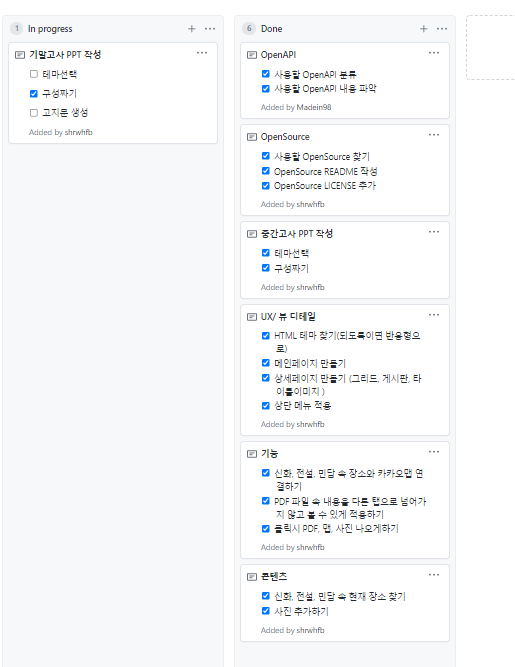 1 In progress
기말고사 PPT 작성
테마선택
구성짜기
고지문 생성
Added by shrwhfb
6 Done
OpenAPI
사용할 OpenAPI 분류
사용할 OpenAPI 내용 파악
Added by Madein98
OpenSource
사용할 OpenSource 찾기
OpenSource README 작성
OpenSource LICENSE 추가
Added by shrwhfb
중간고사 PPT 작성
테마선택
구성짜기
Added by shrwhfb
UX/ 뷰 디테일
HTML 테마 찾기(되도록이면 반응형으
로)
메인페이지 만들기
상세페이지 만들기 (그리드, 게시판, 타
이틀이미지 )
상단 메뉴 적용
Added by shrwhfb
기능
신화, 전설, 민담 속 장소와 카카오맵 연
결하기
PDF 파일 속 내용을 다른 탭으로 넘어가
지 않고 볼 수 있게 적용하기
클릭시 PDF, 맵, 사진 나오게하기
Added by shrwhfb
콘텐츠
신화, 전설, 민담 속 현재 장소 찾기
사진 추가하기
Added by shrwhfb